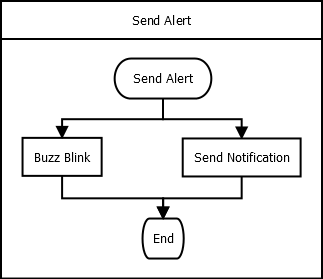 Send Alert
Send Alert
Buzz Blink
Send Notification
End